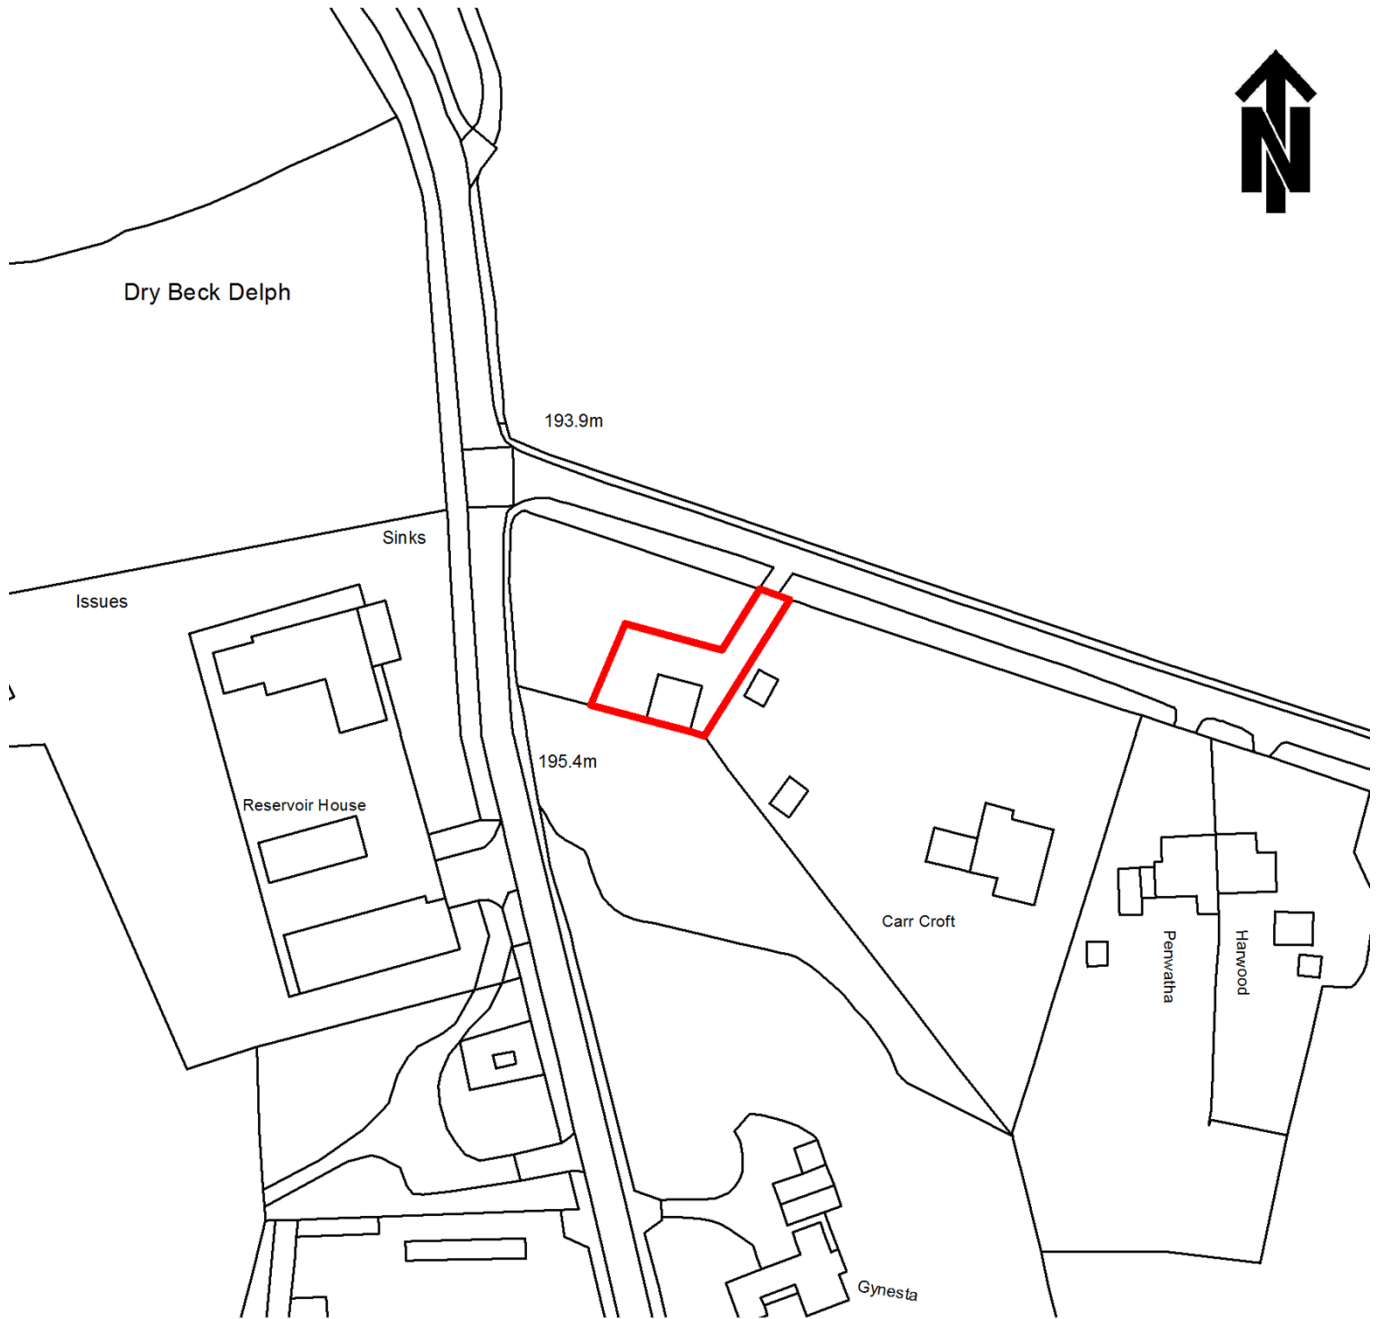 N
Dry Beck Delph
193.9m
Sinks
Issues
195.4m
Reservoir House
Carr Croft
Penwatha
Harwood
Gynesta